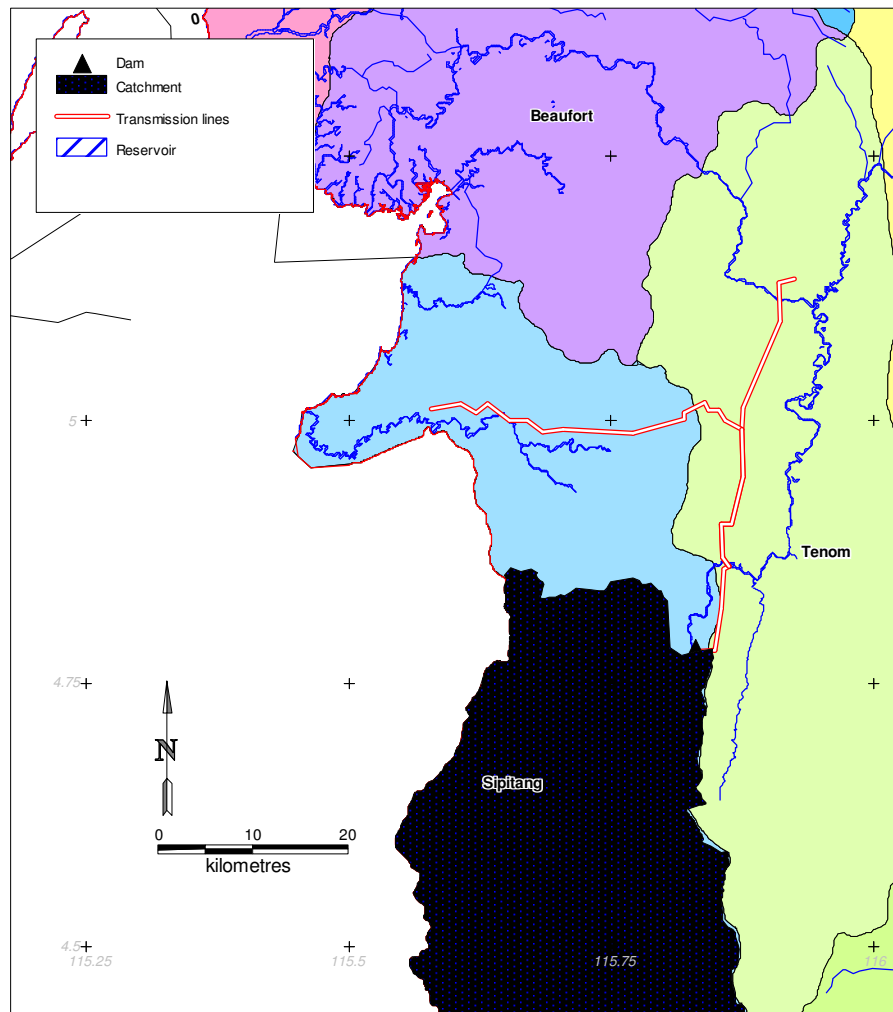 0
Dam
Catchment
Transmission lines
Reservoir
Beaufort
5
Tenom
4.75
N
Sipitang
0 10 20
kilometres
4.5
115.25 115.5 115.75 116